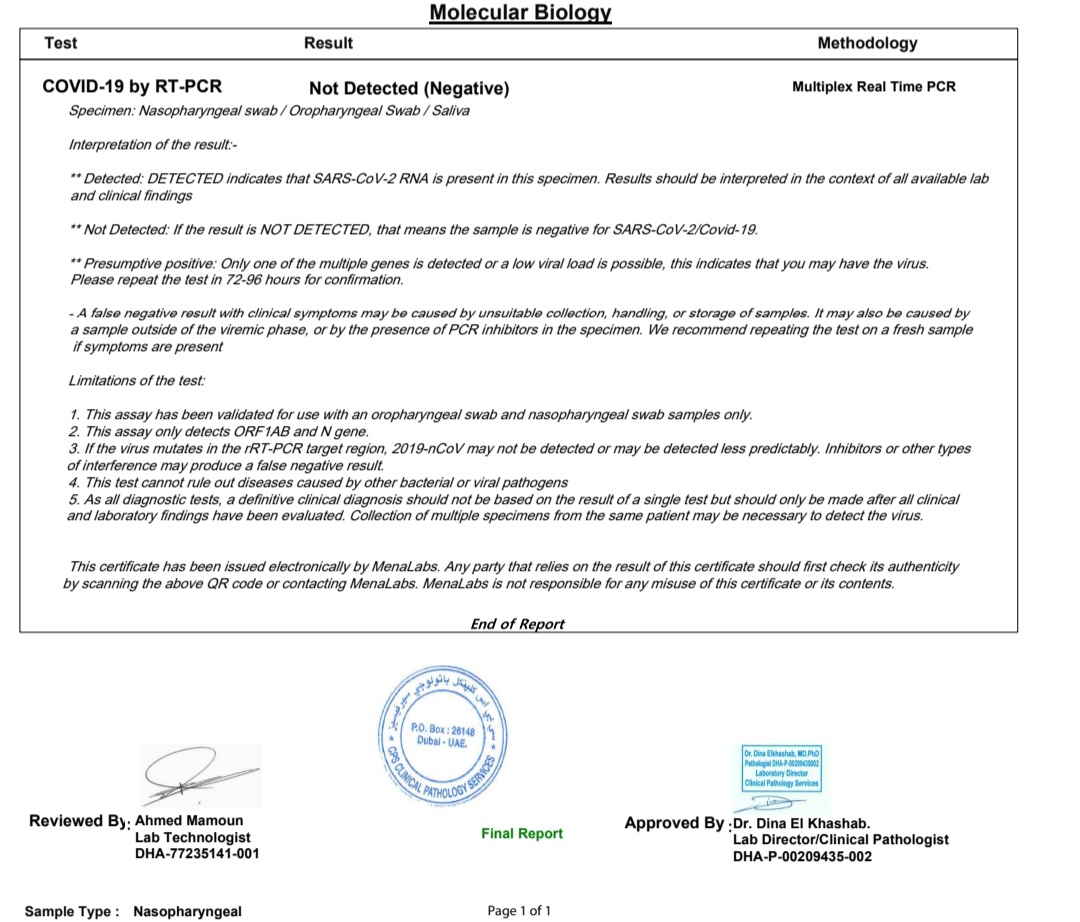 Molecular Biology
Test Result Methodology
COVID-19 by RT-PCR Not Detected (Negative) Multiplex Real Time PCR
Specimen: Nasopharyngeal swab / Oropharyngeal Swab / Saliva
Interpretation of the result:-
** Detected: DETECTED indicates that SARS-CoV-2 RNA is present in this specimen. Results should be interpreted in the context of all available lab
and clinical findings
** Not Detected: If the result is NOT DETECTED, that means the sample is negative for SARS-CoV-2/Covid-19.
** Presumptive positive: Only one of the multiple genes is detected or a low viral load is possible, this indicates that you may have the virus.
Please repeat the test in 72-96 hours for confirmation.
- A false negative result with clinical symptoms may be caused by unsuitable collection, handling, or storage of samples. It may also be caused by
a sample outside of the viremic phase, or by the presence of PCR inhibitors in the specimen. We recommend repeating the test on a fresh sample
if symptoms are present
Limitations of the test:
1. This assay has been validated for use with an oropharyngeal swab and nasopharyngeal swab samples only.
2. This assay only detects ORF1AB and N gene.
3. If the virus mutates in the rRT-PCR target region, 2019-nCoV may not be detected or may be detected less predictably. Inhibitors or other types
of interference may produce a false negative result.
4. This test cannot rule out diseases caused by other bacterial or viral pathogens
5. As all diagnostic tests, a definitive clinical diagnosis should not be based on the result of a single test but should only be made after all clinical
and laboratory findings have been evaluated. Collection of multiple specimens from the same patient may be necessary to detect the virus.
This certificate has been issued electronically by MenaLabs. Any party that relies on the result of this certificate should first check its authenticity
by scanning the above QR code or contacting MenaLabs. MenaLabs is not responsible for any misuse of this certificate or its contents.
End of Report
سي بي اس كلينكل باثولوجي سيرفيسيز
P.O. Box : 26148
Dubai - UAE.
CPS CLINICAL PATHOLOGY SERVICES
Dr. Dina Elkhashab, MD.PhD
Pathologist DHA-P-00209435002
Laboratory Director
Clinical Pathology Services
Reviewed By: Ahmed Mamoun
Lab Technologist
DHA-77235141-001
Final Report
Approved By : Dr. Dina El Khashab.
Lab Director/Clinical Pathologist
DHA-P-00209435-002
Sample Type : Nasopharyngeal
Page 1 of 1